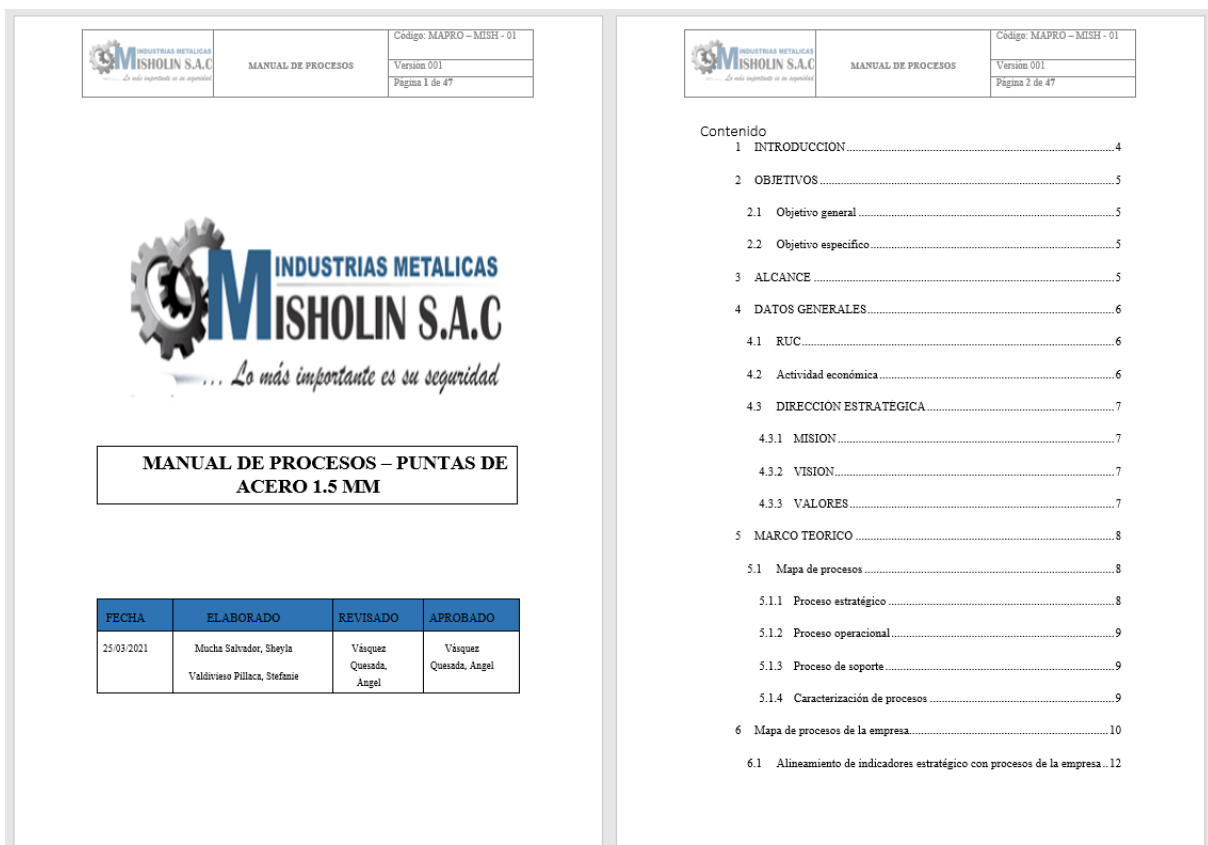 INDUSTRIAS METALICAS
MISHOLIN S.A.C
... Lo más importante es su seguridad
MANUAL DE PROCESOS
Código: MAPRO – MISH - 01
Versión 001
Página 1 de 47
INDUSTRIAS METALICAS
MISHOLIN S.A.C
... Lo más importante es su seguridad
MANUAL DE PROCESOS – PUNTAS DE
ACERO 1.5 MM
FECHA ELABORADO REVISADO APROBADO
25/03/2021 Mucha Salvador, Sheyla Vásquez Vásquez
Quesada, Quesada, Angel
Valdivieso Pillaca, Stefanie
Angel
INDUSTRIAS METALICAS
MISHOLIN S.A.C
... Lo más importante es su seguridad
MANUAL DE PROCESOS
Código: MAPRO – MISH - 01
Versión 001
Página 2 de 47
Contenido
1 INTRODUCCIÓN 4
2 OBJETIVOS 5
2.1 Objetivo general 5
2.2 Objetivo especifico 5
3 ALCANCE 5
4 DATOS GENERALES 6
4.1 RUC 6
4.2 Actividad económica 6
4.3 DIRECCIÓN ESTRATÉGICA 7
4.3.1 MISION 7
4.3.2 VISION 7
4.3.3 VALORES 7
5 MARCO TEORICO 8
5.1 Mapa de procesos 8
5.1.1 Proceso estratégico 8
5.1.2 Proceso operacional 9
5.1.3 Proceso de soporte 9
5.1.4 Caracterización de procesos 9
6 Mapa de procesos de la empresa 10
6.1 Alineamiento de indicadores estratégico con procesos de la empresa 12